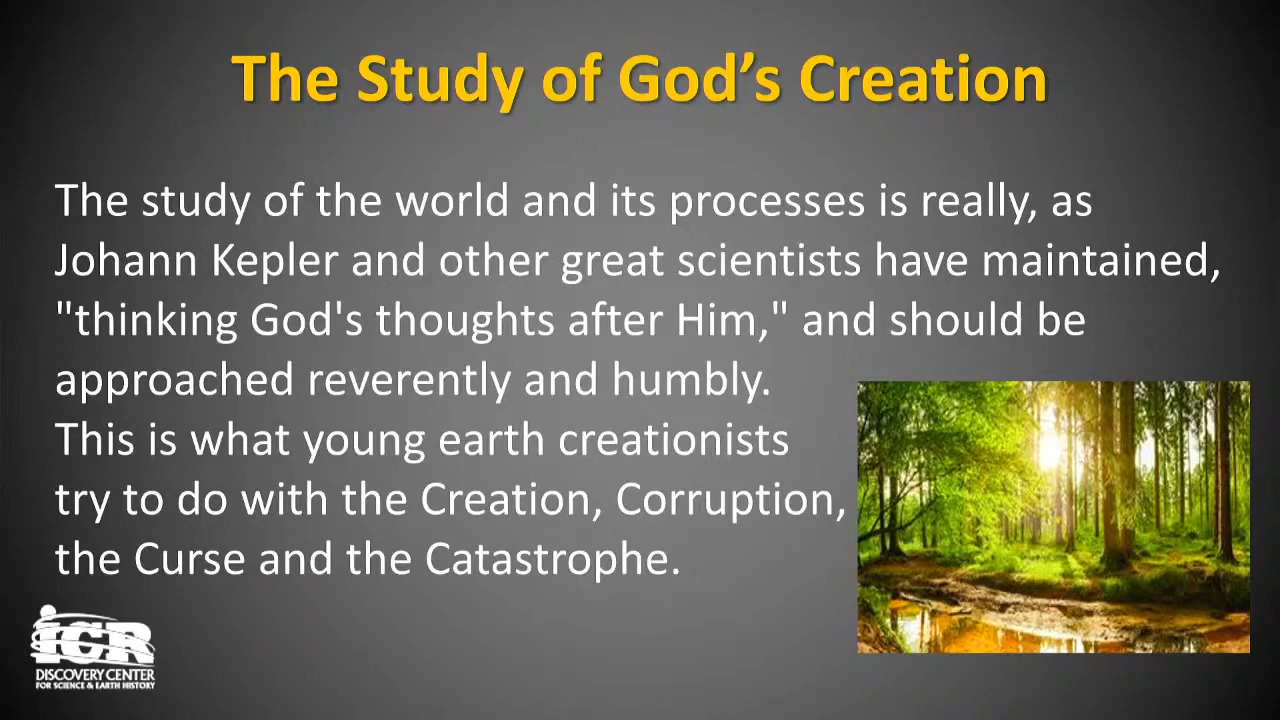 The Study of God's Creation
The study of the world and its processes is really, as
Johann Kepler and other great scientists have maintained,
"thinking God's thoughts after Him," and should be
approached reverently and humbly.
This is what young earth creationists
try to do with the Creation, Corruption,
the Curse and the Catastrophe.
ICR
DISCOVERY CENTER
FOR SCIENCE & EARTH HISTORY